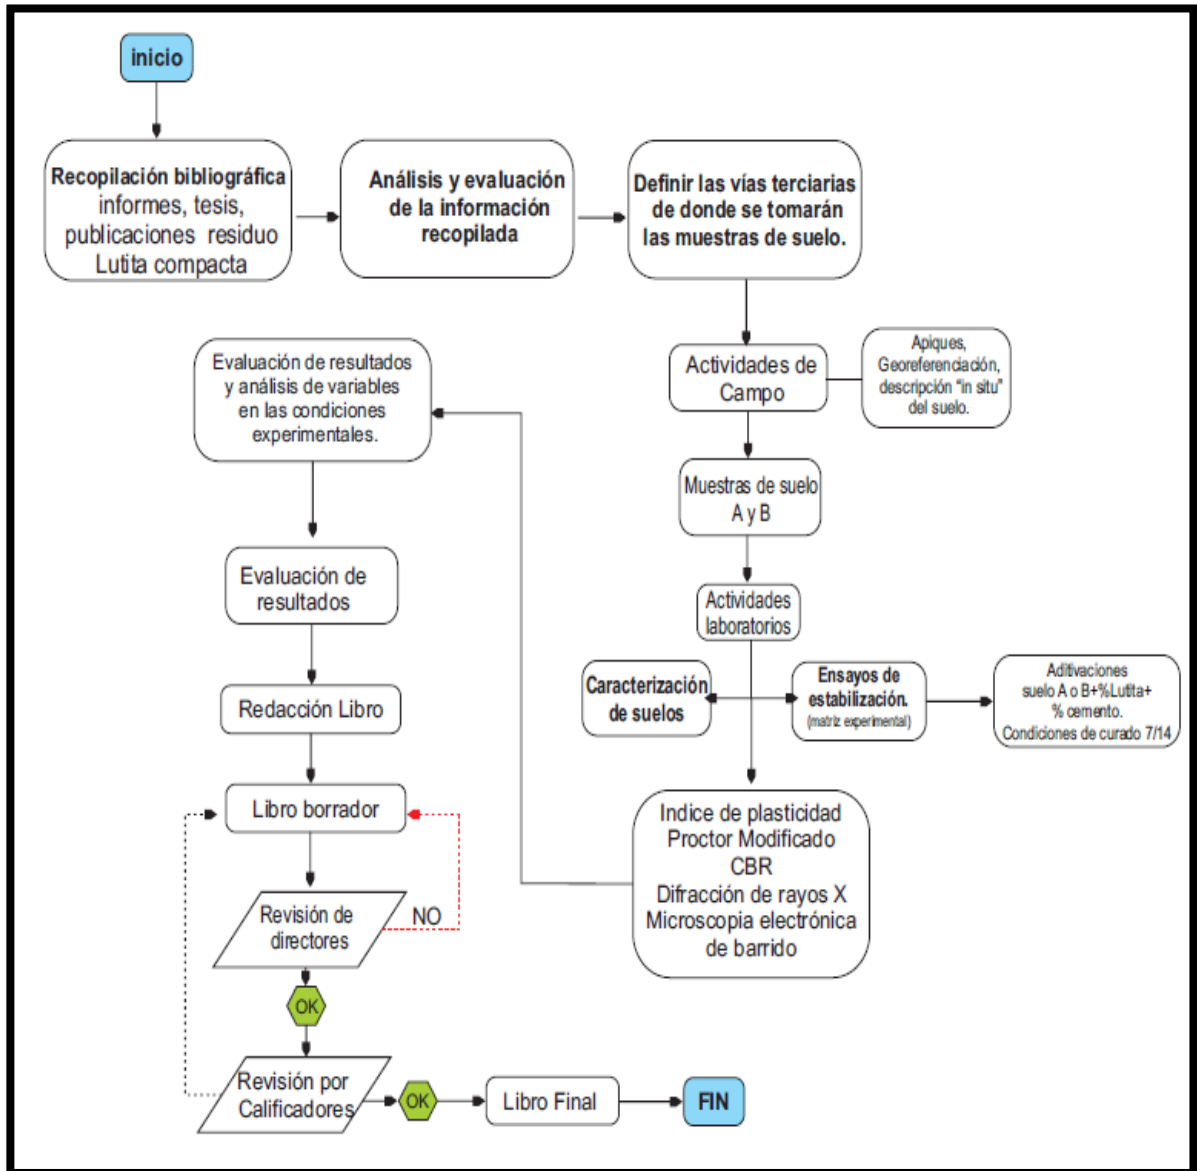 inicio
Recopilación bibliográfica
informes, tesis,
publicaciones residuo
Lutita compacta
Análisis y evaluación
de la información
recopilada
Definir las vías terciarias
de donde se tomarán
las muestras de suelo.
Actividades de
Campo
Apiques,
Georeferenciación,
descripción “in situ”
del suelo.
Muestras de suelo
A y B
Actividades
laboratorios
Caracterización
de suelos
Ensayos de
estabilización.
(matriz experimental)
Aditivaciones
suelo A o B+%Lutita+
% cemento.
Condiciones de curado 7/14
Indice de plasticidad
Proctor Modificado
CBR
Difracción de rayos X
Microscopia electrónica
de barrido
Evaluación de resultados
y análisis de variables
en las condiciones
experimentales.
Evaluación de
resultados
Redacción Libro
Libro borrador
Revisión de
directores
NO
OK
Revisión por
Calificadores
OK
Libro Final
FIN